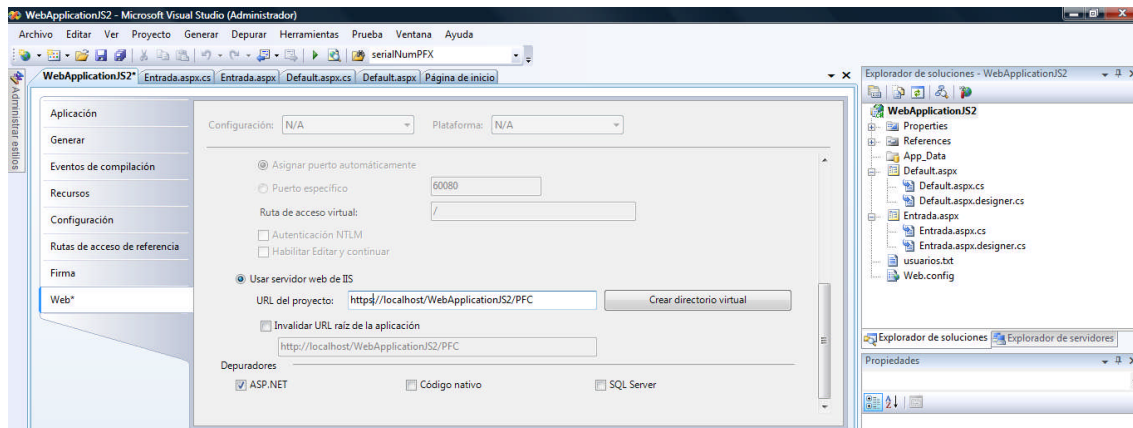 WebApplicationJS2 - Microsoft Visual Studio (Administrador)
Archivo Editar Ver Proyecto Generar Depurar Herramientas Prueba Ventana Ayuda
serialNumPFX
Administrar estilos
WebApplicationJS2* Entrada.aspx.cs Entrada.aspx Default.aspx.cs Default.aspx Página de inicio
Aplicación
Generar
Eventos de compilación
Recursos
Configuración
Rutas de acceso de referencia
Firma
Web*
Configuración: N/A Plataforma: N/A
Asignar puerto automáticamente
Puerto específico 60080
Ruta de acceso virtual: /
Autenticación NTLM
Habilitar Editar y continuar
Usar servidor web de IIS
URL del proyecto: https://localhost/WebApplicationJS2/PFC Crear directorio virtual
Invalidar URL raíz de la aplicación
http://localhost/WebApplicationJS2/PFC
Depuradores
ASP.NET Código nativo SQL Server
Explorador de soluciones - WebApplicationJS2
WebApplicationJS2
Properties
References
App_Data
Default.aspx
Default.aspx.cs
Default.aspx.designer.cs
Entrada.aspx
Entrada.aspx.cs
Entrada.aspx.designer.cs
usuarios.txt
Web.config
Explorador de soluciones Explorador de servidores
Propiedades